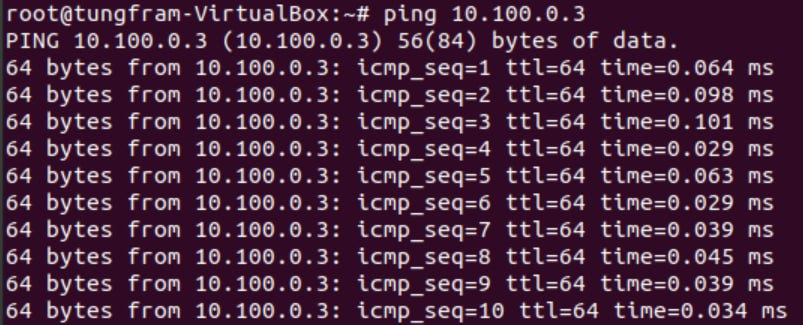 root@tungfram-VirtualBox:~# ping 10.100.0.3
PING 10.100.0.3 (10.100.0.3) 56(84) bytes of data.
64 bytes from 10.100.0.3: icmp_seq=1 ttl=64 time=0.064 ms
64 bytes from 10.100.0.3: icmp_seq=2 ttl=64 time=0.098 ms
64 bytes from 10.100.0.3: icmp_seq=3 ttl=64 time=0.101 ms
64 bytes from 10.100.0.3: icmp_seq=4 ttl=64 time=0.029 ms
64 bytes from 10.100.0.3: icmp_seq=5 ttl=64 time=0.063 ms
64 bytes from 10.100.0.3: icmp_seq=6 ttl=64 time=0.029 ms
64 bytes from 10.100.0.3: icmp_seq=7 ttl=64 time=0.039 ms
64 bytes from 10.100.0.3: icmp_seq=8 ttl=64 time=0.045 ms
64 bytes from 10.100.0.3: icmp_seq=9 ttl=64 time=0.039 ms
64 bytes from 10.100.0.3: icmp_seq=10 ttl=64 time=0.034 ms